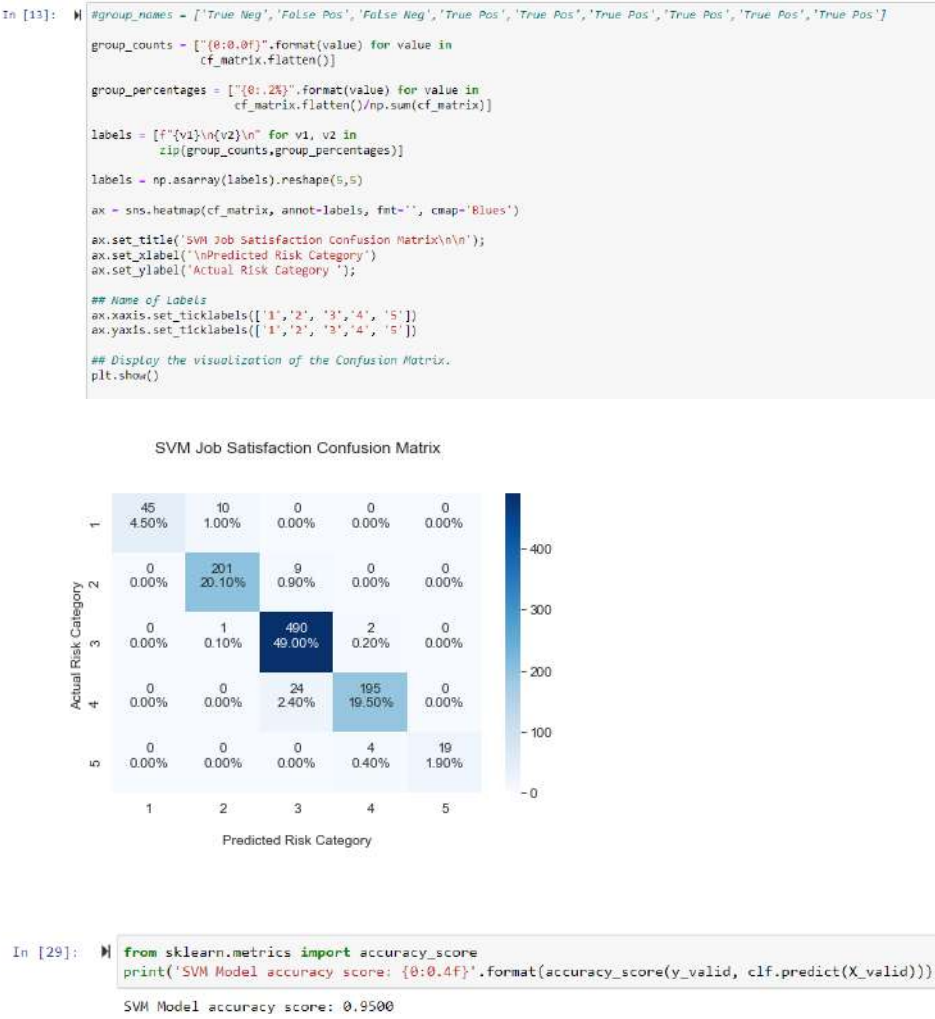 In [13]:
#group_names = ['True Neg','False Pos','False Neg','True Pos','True Pos','True Pos','True Pos','True Pos','True Pos']
group_counts = ["{0:0.0f}".format(value) for value in
cf_matrix.flatten()]
group_percentages = ["{0:.2%}".format(value) for value in
cf_matrix.flatten()/np.sum(cf_matrix)]
labels = [f"{v1}\n{v2}\n" for v1, v2 in
zip(group_counts,group_percentages)]
labels = np.asarray(labels).reshape(5,5)
ax = sns.heatmap(cf_matrix, annot=labels, fmt='', cmap='Blues')
ax.set_title('SVM Job Satisfaction Confusion Matrix\n\n');
ax.set_xlabel('\nPredicted Risk Category')
ax.set_ylabel('Actual Risk Category ');
## Name of Labels
ax.xaxis.set_ticklabels(['1','2', '3','4', '5'])
ax.yaxis.set_ticklabels(['1','2', '3','4', '5'])
## Display the visualization of the Confusion Matrix.
plt.show()
SVM Job Satisfaction Confusion Matrix
Actual Risk Category
1
45 10 0 0 0
4.50% 1.00% 0.00% 0.00% 0.00%
2
0 201 9 0 0
0.00% 20.10% 0.90% 0.00% 0.00%
3
0 1 490 2 0
0.00% 0.10% 49.00% 0.20% 0.00%
4
0 0 24 195 0
0.00% 0.00% 2.40% 19.50% 0.00%
5
0 0 0 4 19
0.00% 0.00% 0.00% 0.40% 1.90%
1 2 3 4 5
Predicted Risk Category
400
300
200
100
0
In [29]:
from sklearn.metrics import accuracy_score
print('SVM Model accuracy score: {0:0.4f}'.format(accuracy_score(y_valid, clf.predict(X_valid)))
SVM Model accuracy score: 0.9500